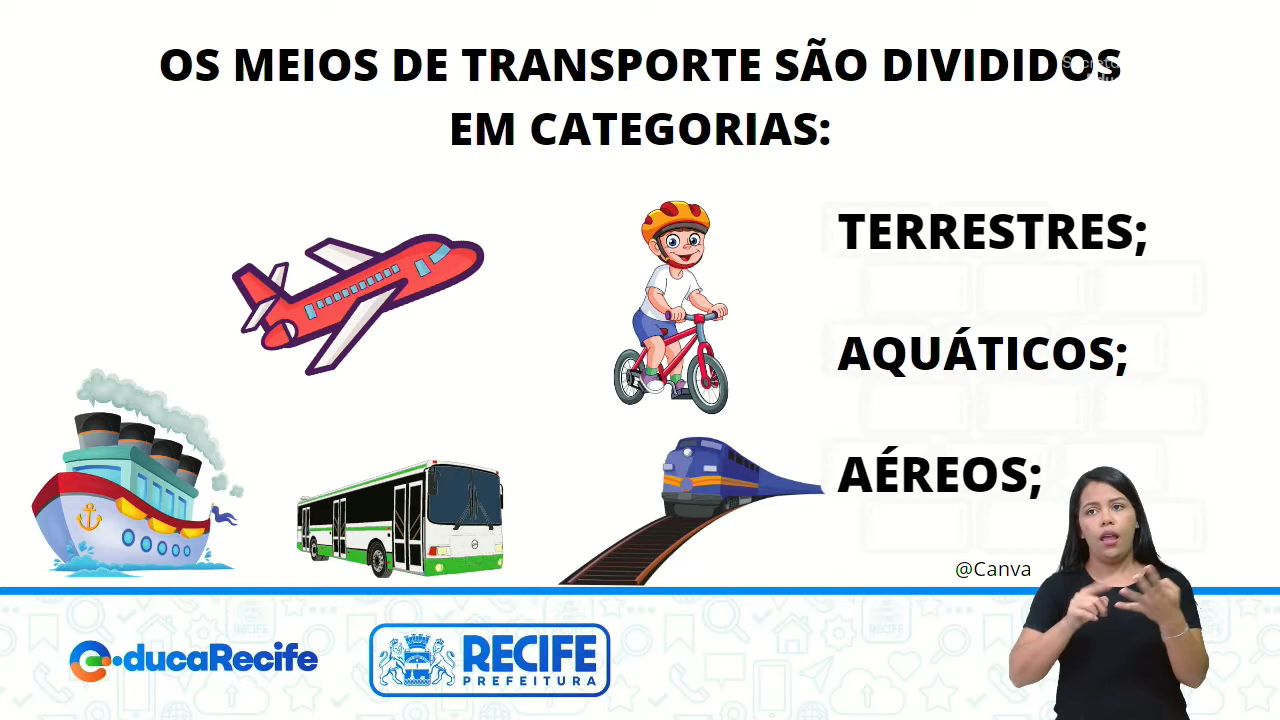 OS MEIOS DE TRANSPORTE SÃO DIVIDIDOS
EM CATEGORIAS:
TERRESTRES;
AQUÁTICOS;
AÉREOS;
@Canva
EducaRecife
RECIFE
PREFEITURA